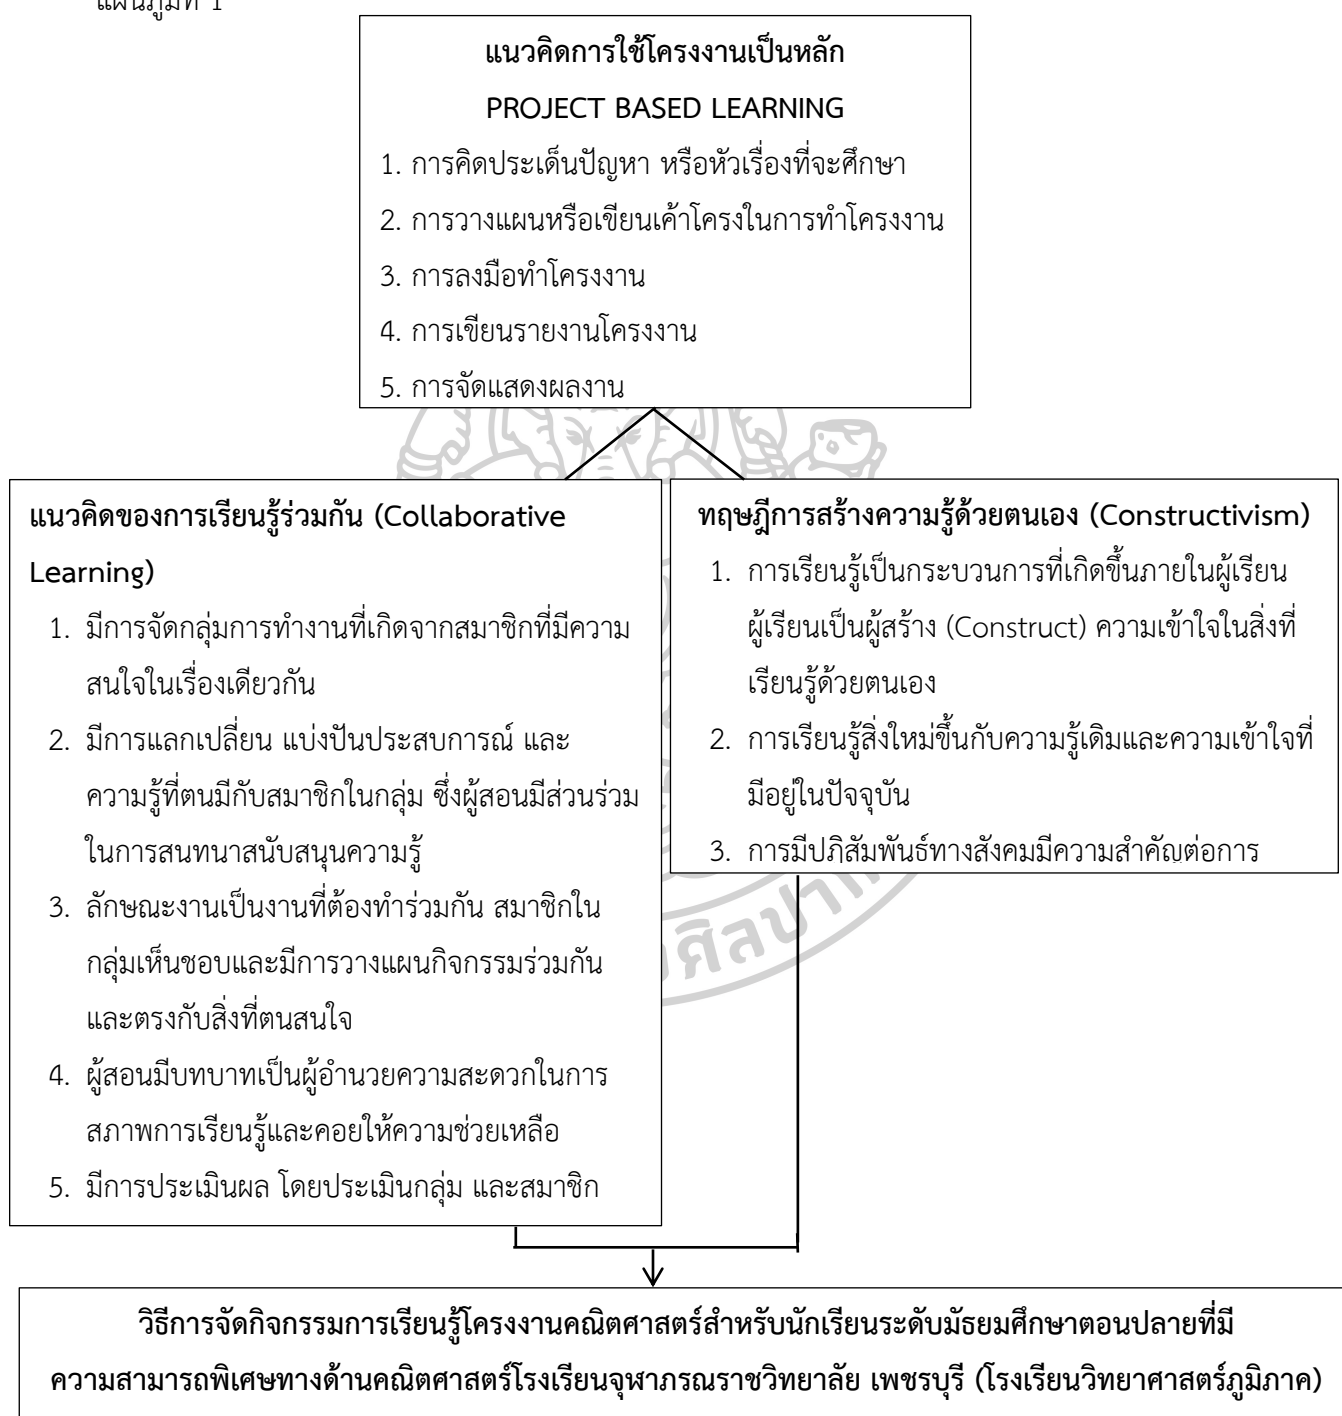 แผนภูมิที่ 1
แนวคิดการใช้โครงงานเป็นหลัก
PROJECT BASED LEARNING
1. การคิดประเด็นปัญหา หรือหัวเรื่องที่จะศึกษา
2. การวางแผนหรือเขียนเค้าโครงในการทำโครงงาน
3. การลงมือทำโครงงาน
4. การเขียนรายงานโครงงาน
5. การจัดแสดงผลงาน
แนวคิดของการเรียนรู้ร่วมกัน (Collaborative
Learning)
1. มีการจัดกลุ่มการทำงานที่เกิดจากสมาชิกที่มีความ
สนใจในเรื่องเดียวกัน
2. มีการแลกเปลี่ยน แบ่งปันประสบการณ์ และ
ความรู้ที่ตนมีกับสมาชิกในกลุ่ม ซึ่งผู้สอนมีส่วนร่วม
ในการสนทนาสนับสนุนความรู้
3. ลักษณะงานเป็นงานที่ต้องทำร่วมกัน สมาชิกใน
กลุ่มเห็นชอบและมีการวางแผนกิจกรรมร่วมกัน
และตรงกับสิ่งที่ตนสนใจ
4. ผู้สอนมีบทบาทเป็นผู้อำนวยความสะดวกในการ
สภาพการเรียนรู้และคอยให้ความช่วยเหลือ
5. มีการประเมินผล โดยประเมินกลุ่ม และสมาชิก
ทฤษฎีการสร้างความรู้ด้วยตนเอง (Constructivism)
1. การเรียนรู้เป็นกระบวนการที่เกิดขึ้นภายในผู้เรียน
ผู้เรียนเป็นผู้สร้าง (Construct) ความเข้าใจในสิ่งที่
เรียนรู้ด้วยตนเอง
2. การเรียนรู้สิ่งใหม่ขึ้นกับความรู้เดิมและความเข้าใจที่
มีอยู่ในปัจจุบัน
3. การมีปฏิสัมพันธ์ทางสังคมมีความสำคัญต่อการ
วิธีการจัดกิจกรรมการเรียนรู้โครงงานคณิตศาสตร์สำหรับนักเรียนระดับมัธยมศึกษาตอนปลายที่มี
ความสามารถพิเศษทางด้านคณิตศาสตร์โรงเรียนจุฬาภรณราชวิทยาลัย เพชรบุรี (โรงเรียนวิทยาศาสตร์ภูมิภาค)